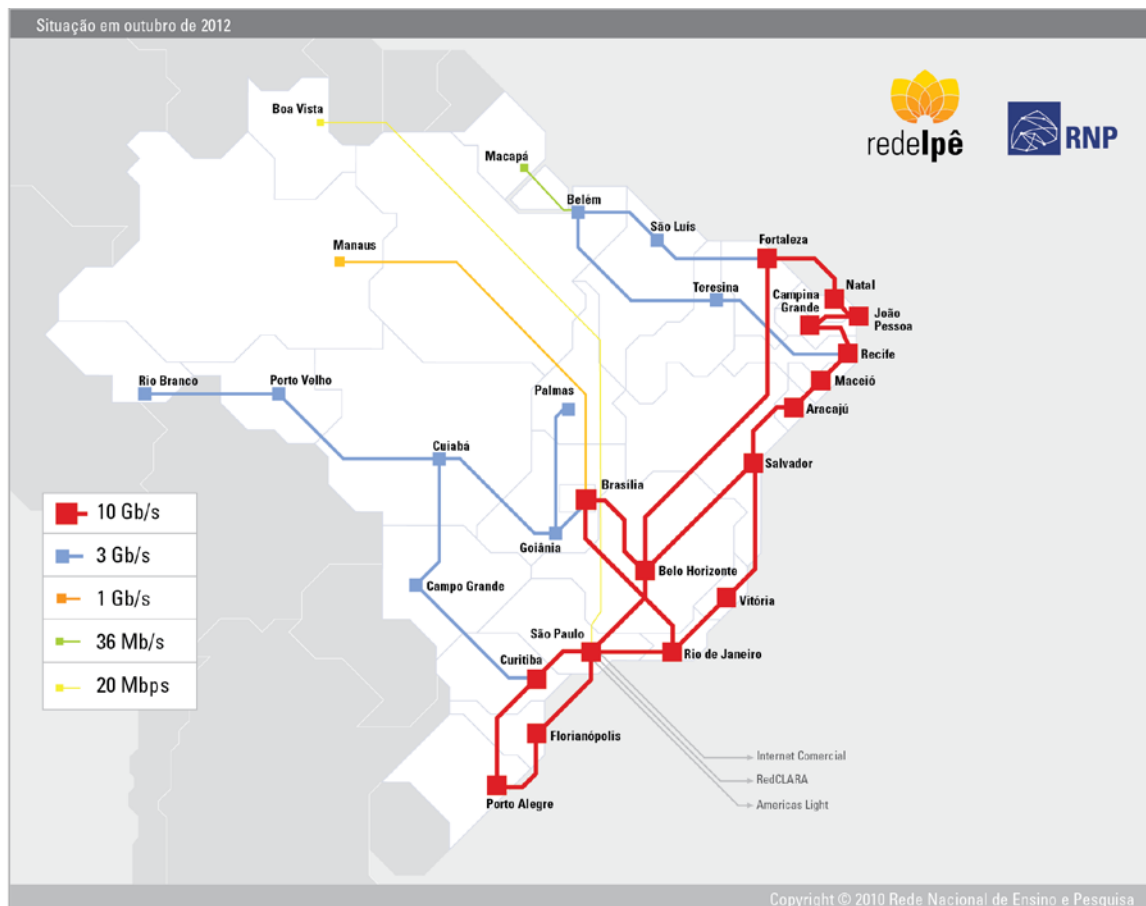 Situação em outubro de 2012
redeIpê
RNP
Boa Vista
Macapá
Belém
São Luís
Fortaleza
Manaus
Teresina
Campina
Grande
Natal
João
Pessoa
Recife
Rio Branco
Porto Velho
Palmas
Maceió
Aracajú
Cuiabá
Salvador
Brasília
Goiânia
Belo Horizonte
Campo Grande
Vitória
São Paulo
Rio de Janeiro
Curitiba
Florianópolis
Porto Alegre
10 Gb/s
3 Gb/s
1 Gb/s
36 Mb/s
20 Mbps
Internet Comercial
RedCLARA
Americas Light
Copyright © 2010 Rede Nacional de Ensino e Pesquisa